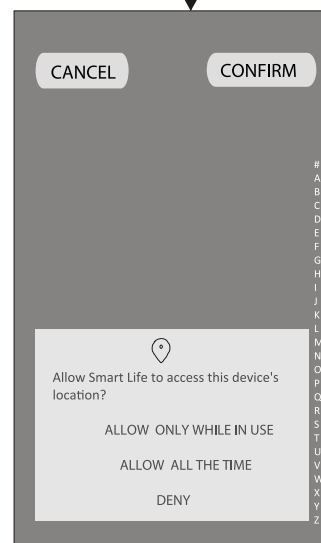 CANCEL CONFIRM
#
A
B
C
D
E
F
G
H
I
J
K
L
M
N
O
P
Q
R
S
T
U
V
W
X
Y
Z
Allow Smart Life to access this device's
location?
ALLOW ONLY WHILE IN USE
ALLOW ALL THE TIME
DENY